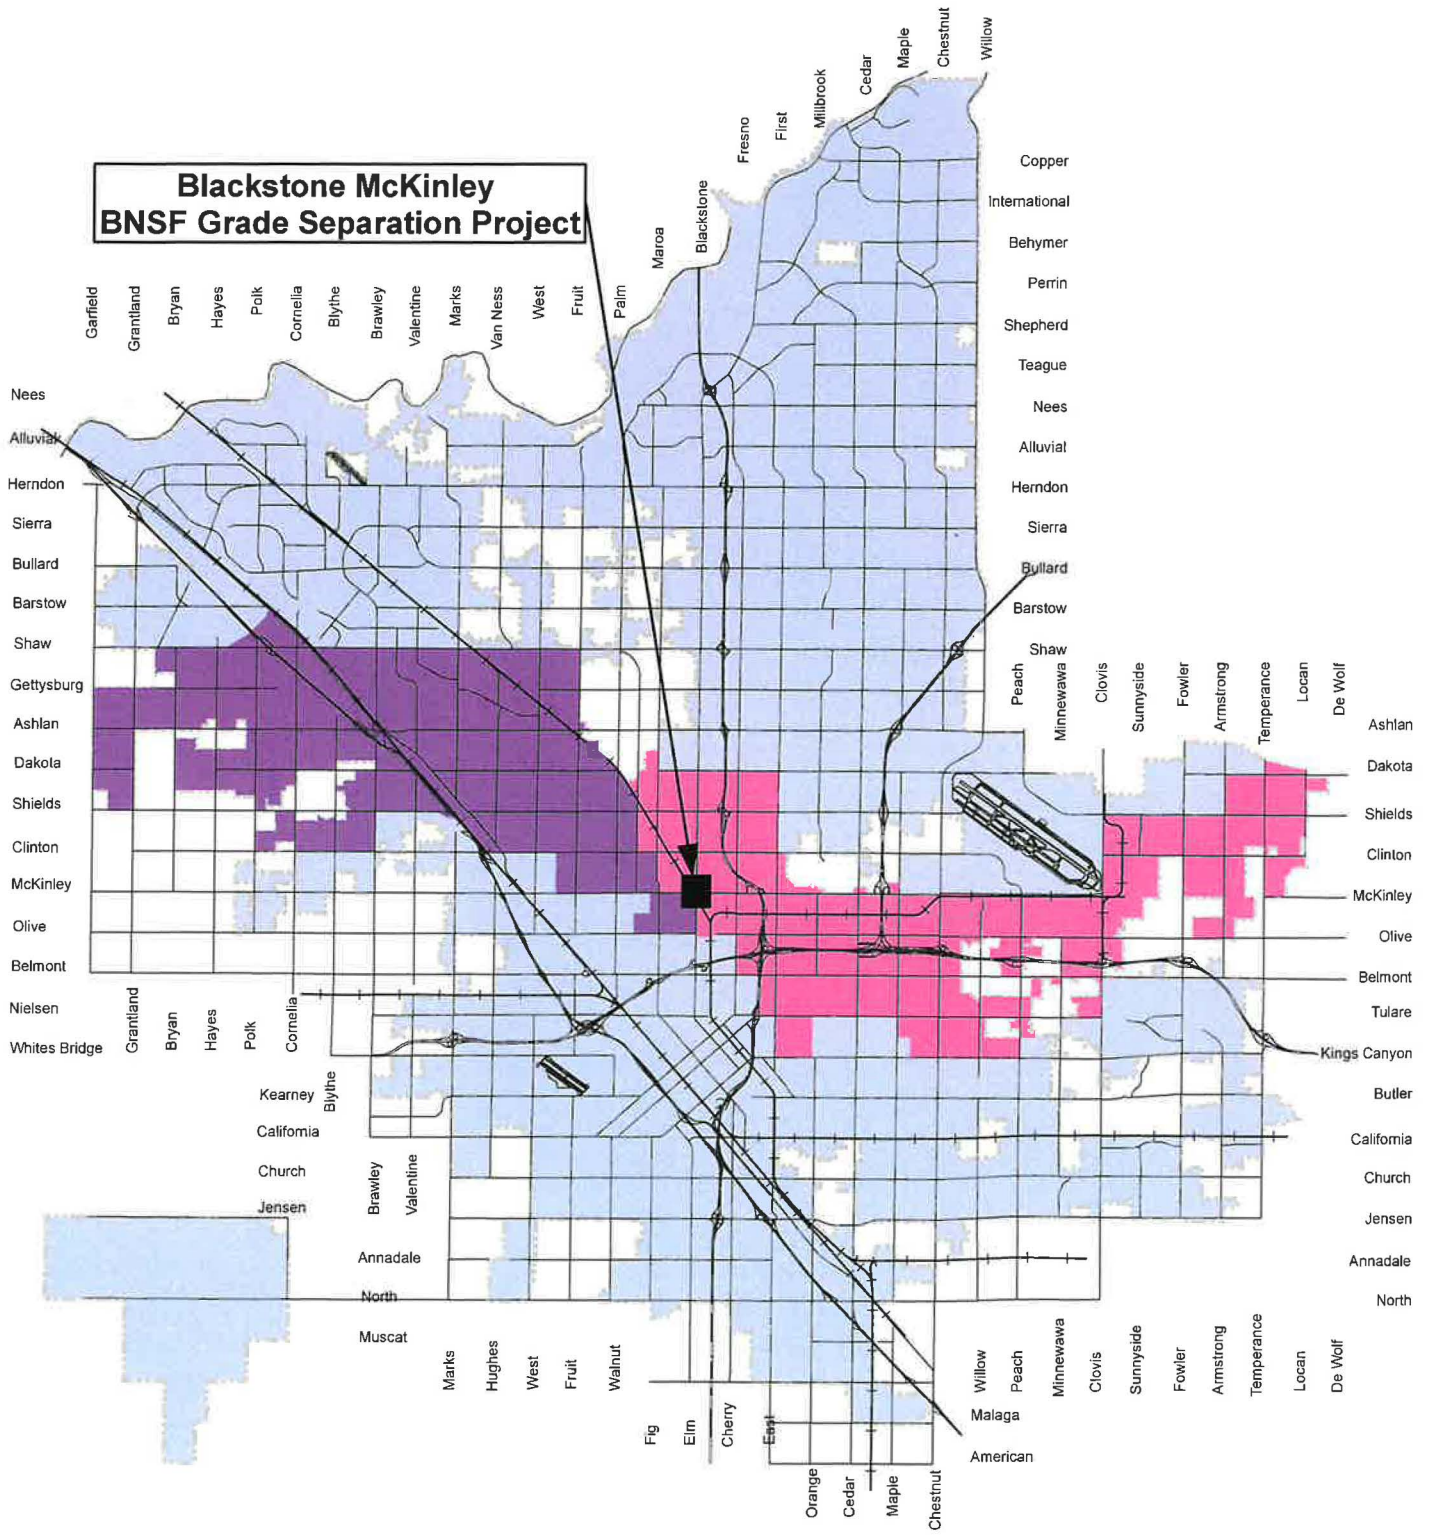 Blackstone McKinley
BNSF Grade Separation Project
Maple
Chestnut
Willow
Cedar
Millbrook
First
Fresno
Blackstone
Maroa
Garfield
Grantland
Bryan
Hayes
Polk
Cornelia
Blythe
Brawley
Valentine
Marks
Van Ness
West
Fruit
Palm
Copper
International
Behymer
Perrin
Shepherd
Teague
Nees
Alluvial
Herndon
Sierra
Bullard
Barstow
Shaw
Nees
Alluvial
Herndon
Sierra
Bullard
Barstow
Shaw
Gettysburg
Ashlan
Dakota
Shields
Clinton
McKinley
Olive
Belmont
Nielsen
Whites Bridge
Peach
Minnewawa
Clovis
Sunnyside
Fowler
Armstrong
Temperance
Locan
De Wolf
Ashlan
Dakota
Shields
Clinton
McKinley
Olive
Belmont
Tulare
Kings Canyon
Butler
California
Church
Jensen
Annadale
North
Grantland
Bryan
Hayes
Polk
Cornelia
Blythe
Kearney
California
Church
Jensen
Brawley
Valentine
Annadale
North
Muscat
Marks
Hughes
West
Fruit
Walnut
Fig
Elm
Cherry
East
Orange
Cedar
Maple
Chestnut
Willow
Peach
Minnewawa
Clovis
Sunnyside
Fowler
Armstrong
Temperance
Locan
De Wolf
Malaga
American